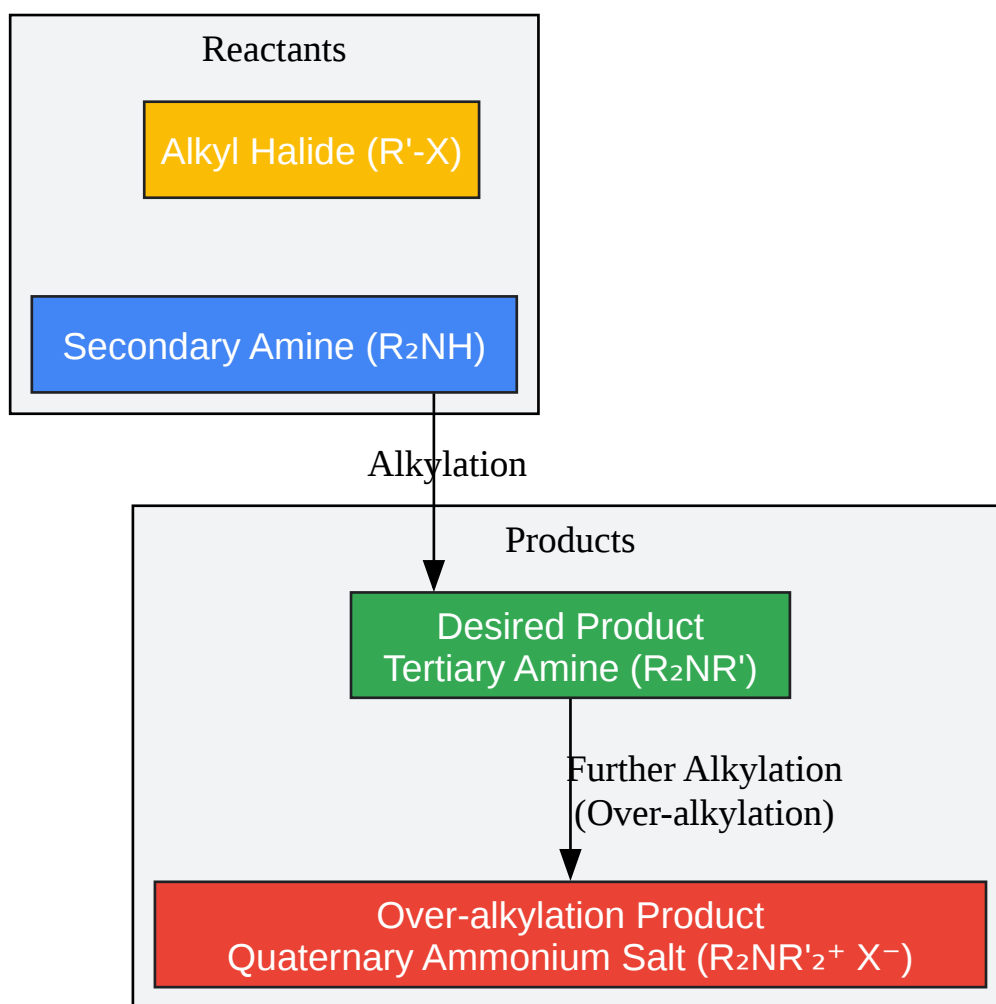 Reactants
Alkyl Halide (R'-X)
Secondary Amine (R₂NH)
Alkylation
Products
Desired Product
Tertiary Amine (R₂NR')
Further Alkylation
(Over-alkylation)
Over-alkylation Product
Quaternary Ammonium Salt (R₂NR'₂⁺ X⁻)